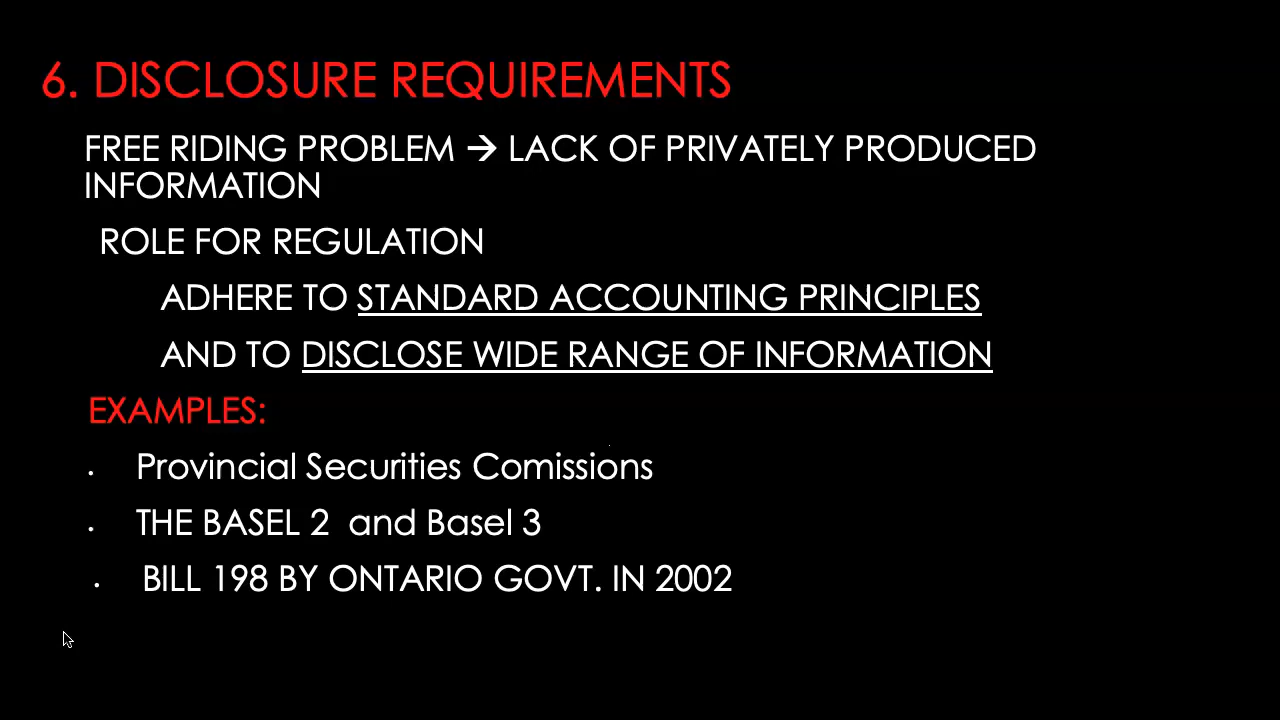 6. DISCLOSURE REQUIREMENTS
FREE RIDING PROBLEM → LACK OF PRIVATELY PRODUCED
INFORMATION
ROLE FOR REGULATION
ADHERE TO STANDARD ACCOUNTING PRINCIPLES
AND TO DISCLOSE WIDE RANGE OF INFORMATION
EXAMPLES:
• Provincial Securities Comissions
• THE BASEL 2 and Basel 3
• BILL 198 BY ONTARIO GOVT. IN 2002